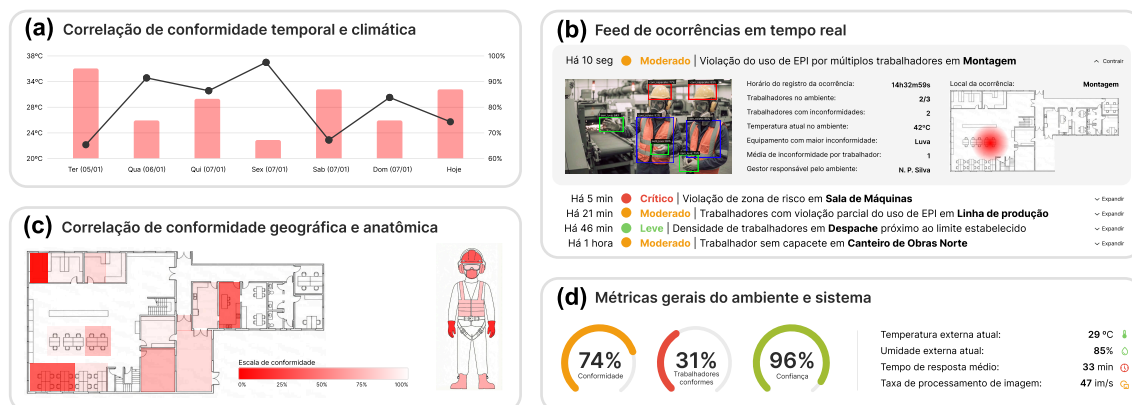 (a) Correlação de conformidade temporal e climática
38ºC
34ºC
28ºC
24ºC
20ºC
100%
90%
80%
70%
60%
Ter (05/01) Qua (06/01) Qui (07/01) Sex (07/01) Sab (07/01) Dom (07/01) Hoje
(b) Feed de ocorrências em tempo real
Há 10 seg Moderado | Violação do uso de EPI por múltiplos trabalhadores em Montagem Contrair
Horário do registro da ocorrência: 14h32m59s
Trabalhadores no ambiente: 2/3
Trabalhadores com inconformidades: 2
Temperatura atual no ambiente: 42ºC
Equipamento com maior inconformidade: Luva
Média de inconformidade por trabalhador: 1
Gestor responsável pelo ambiente: N. P. Silva
Local da ocorrência: Montagem
Há 5 min Crítico | Violação de zona de risco em Sala de Máquinas Expandir
Há 21 min Moderado | Trabalhadores com violação parcial do uso de EPI em Linha de produção Expandir
Há 46 min Leve | Densidade de trabalhadores em Despache próximo ao limite estabelecido Expandir
Há 1 hora Moderado | Trabalhador sem capacete em Canteiro de Obras Norte Expandir
(c) Correlação de conformidade geográfica e anatômica
Escala de conformidade
0% 25% 50% 75% 100%
(d) Métricas gerais do ambiente e sistema
74%
Conformidade
31%
Trabalhadores
conformes
96%
Confiança
Temperatura externa atual: 29 ºC
Umidade externa atual: 85%
Tempo de resposta médio: 33 min
Taxa de processamento de imagem: 47 im/s